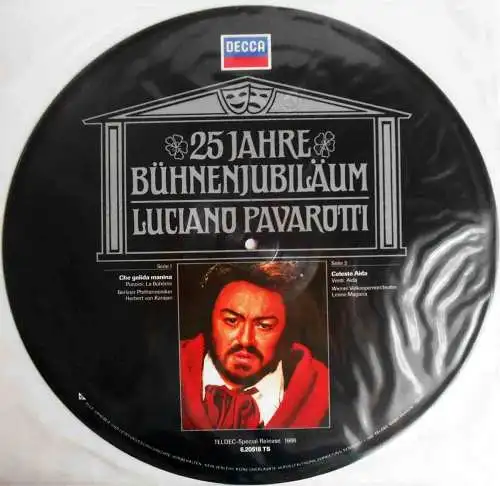 DECCA
25 JAHRE
BÜHNENJUBILÄUM
LUCIANO PAVAROTTI
Seite 1
Che gelida manina
Puccini: La Bohème
Berliner Philharmoniker
Herbert von Karajan
Seite 2
Celeste Aida
Verdi: Aida
Wiener Volksopernorchester
Leone Magiera
TELDEC-Special Release 1986
6.20518 TS